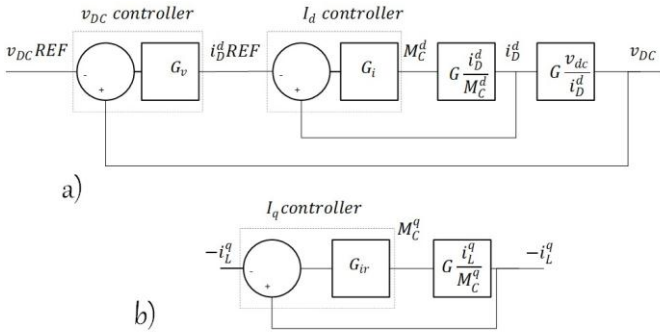 v_DC controller
I_d controller
v_DC REF
-
+
G_v
i_D^d REF
-
+
G_i
M_C^d
G i_D^d / M_C^d
i_D^d
G v_dc / i_D^d
v_DC
a)
I_q controller
−i_L^q
-
+
G_ir
M_C^q
G i_L^q / M_C^q
−i_L^q
b)